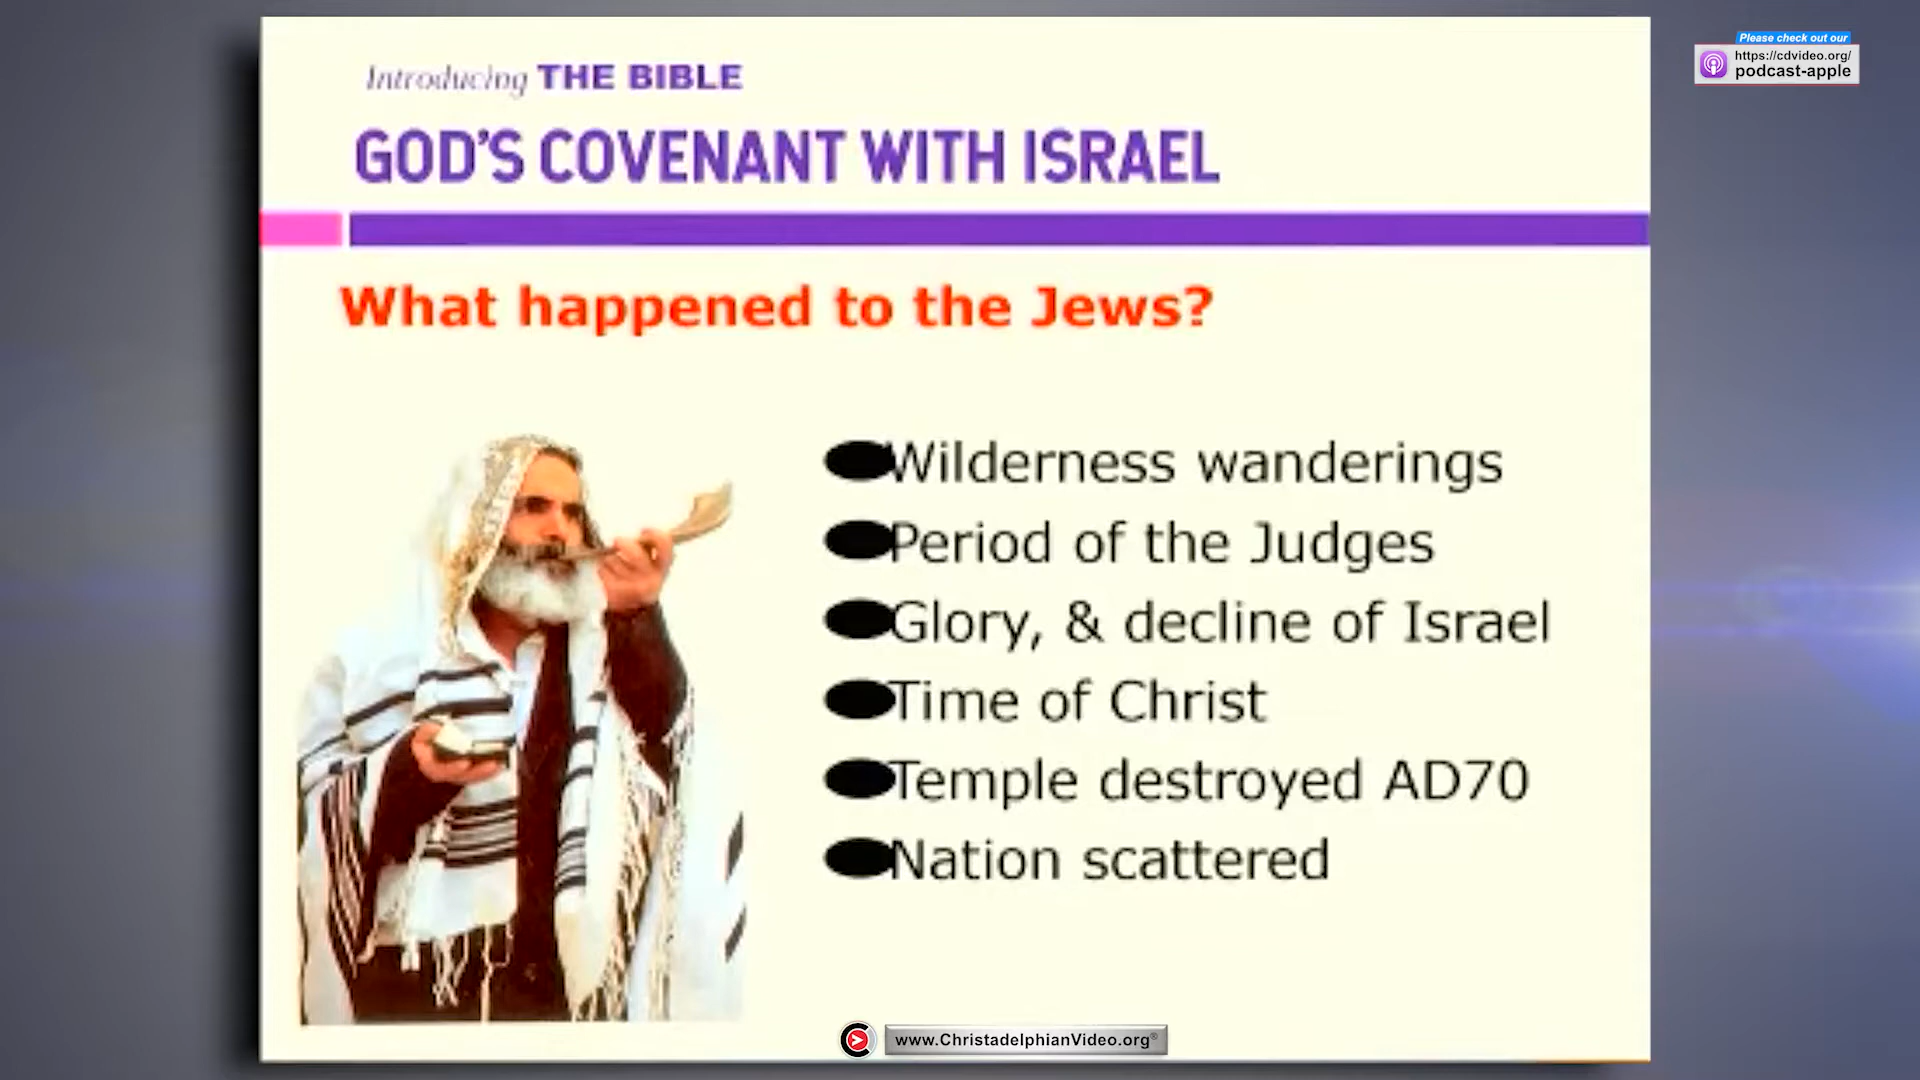 Introducing THE BIBLE
GOD'S COVENANT WITH ISRAEL
What happened to the Jews?
Wilderness wanderings
Period of the Judges
Glory, & decline of Israel
Time of Christ
Temple destroyed AD70
Nation scattered
Please check out our
https://cdvideo.org/
podcast-apple
www.ChristadelphianVideo.org®